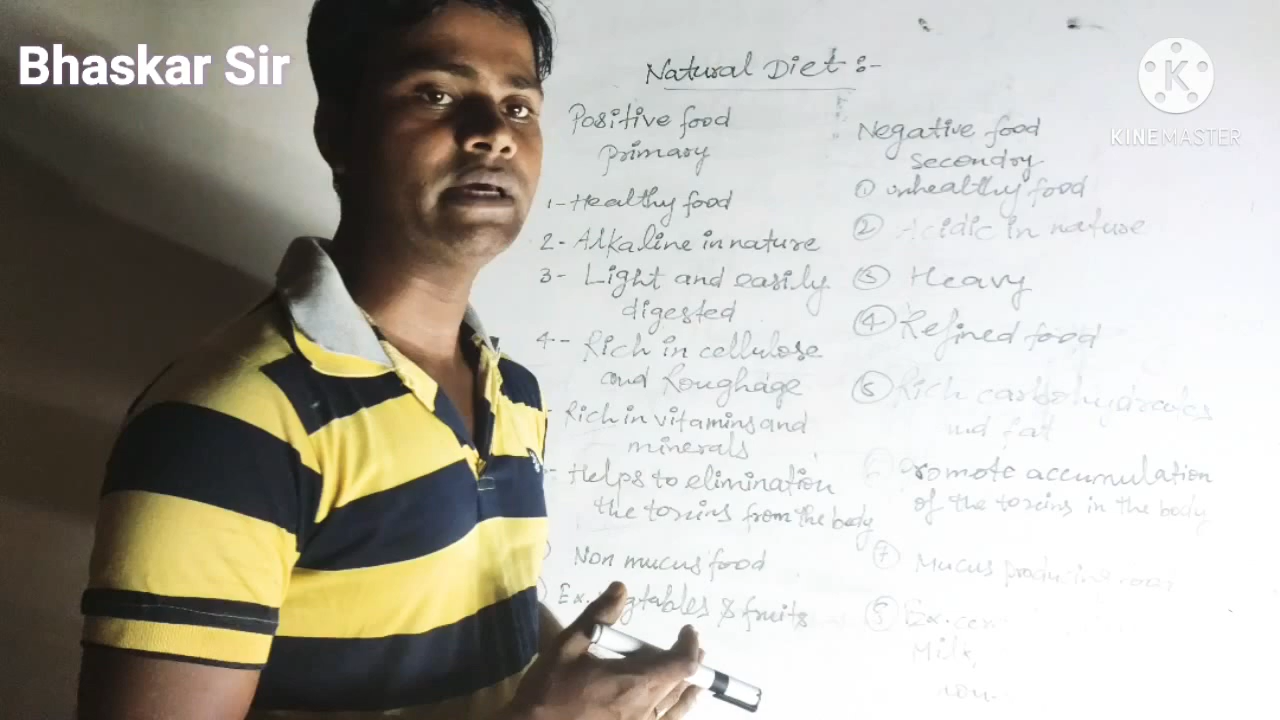 Bhaskar Sir
K
KINEMASTER
Natural Diet :-
Positive food
primary
1- Healthy food
2- Alkaline in nature
3- Light and easily
digested
4- Rich in cellulose
and Roughage
Rich in vitamins and
minerals
Helps to elimination
the toxins from the body
Non mucus food
Ex. & fruits
Negative food
secondry
① unhealthy food
② Acidic in nature
③ Heavy
④ Refined food
Rich carbohydrates
and fat
Promote accumulation
of the toxins in the body
⑦ Mucus producing
Ex.
Milk,